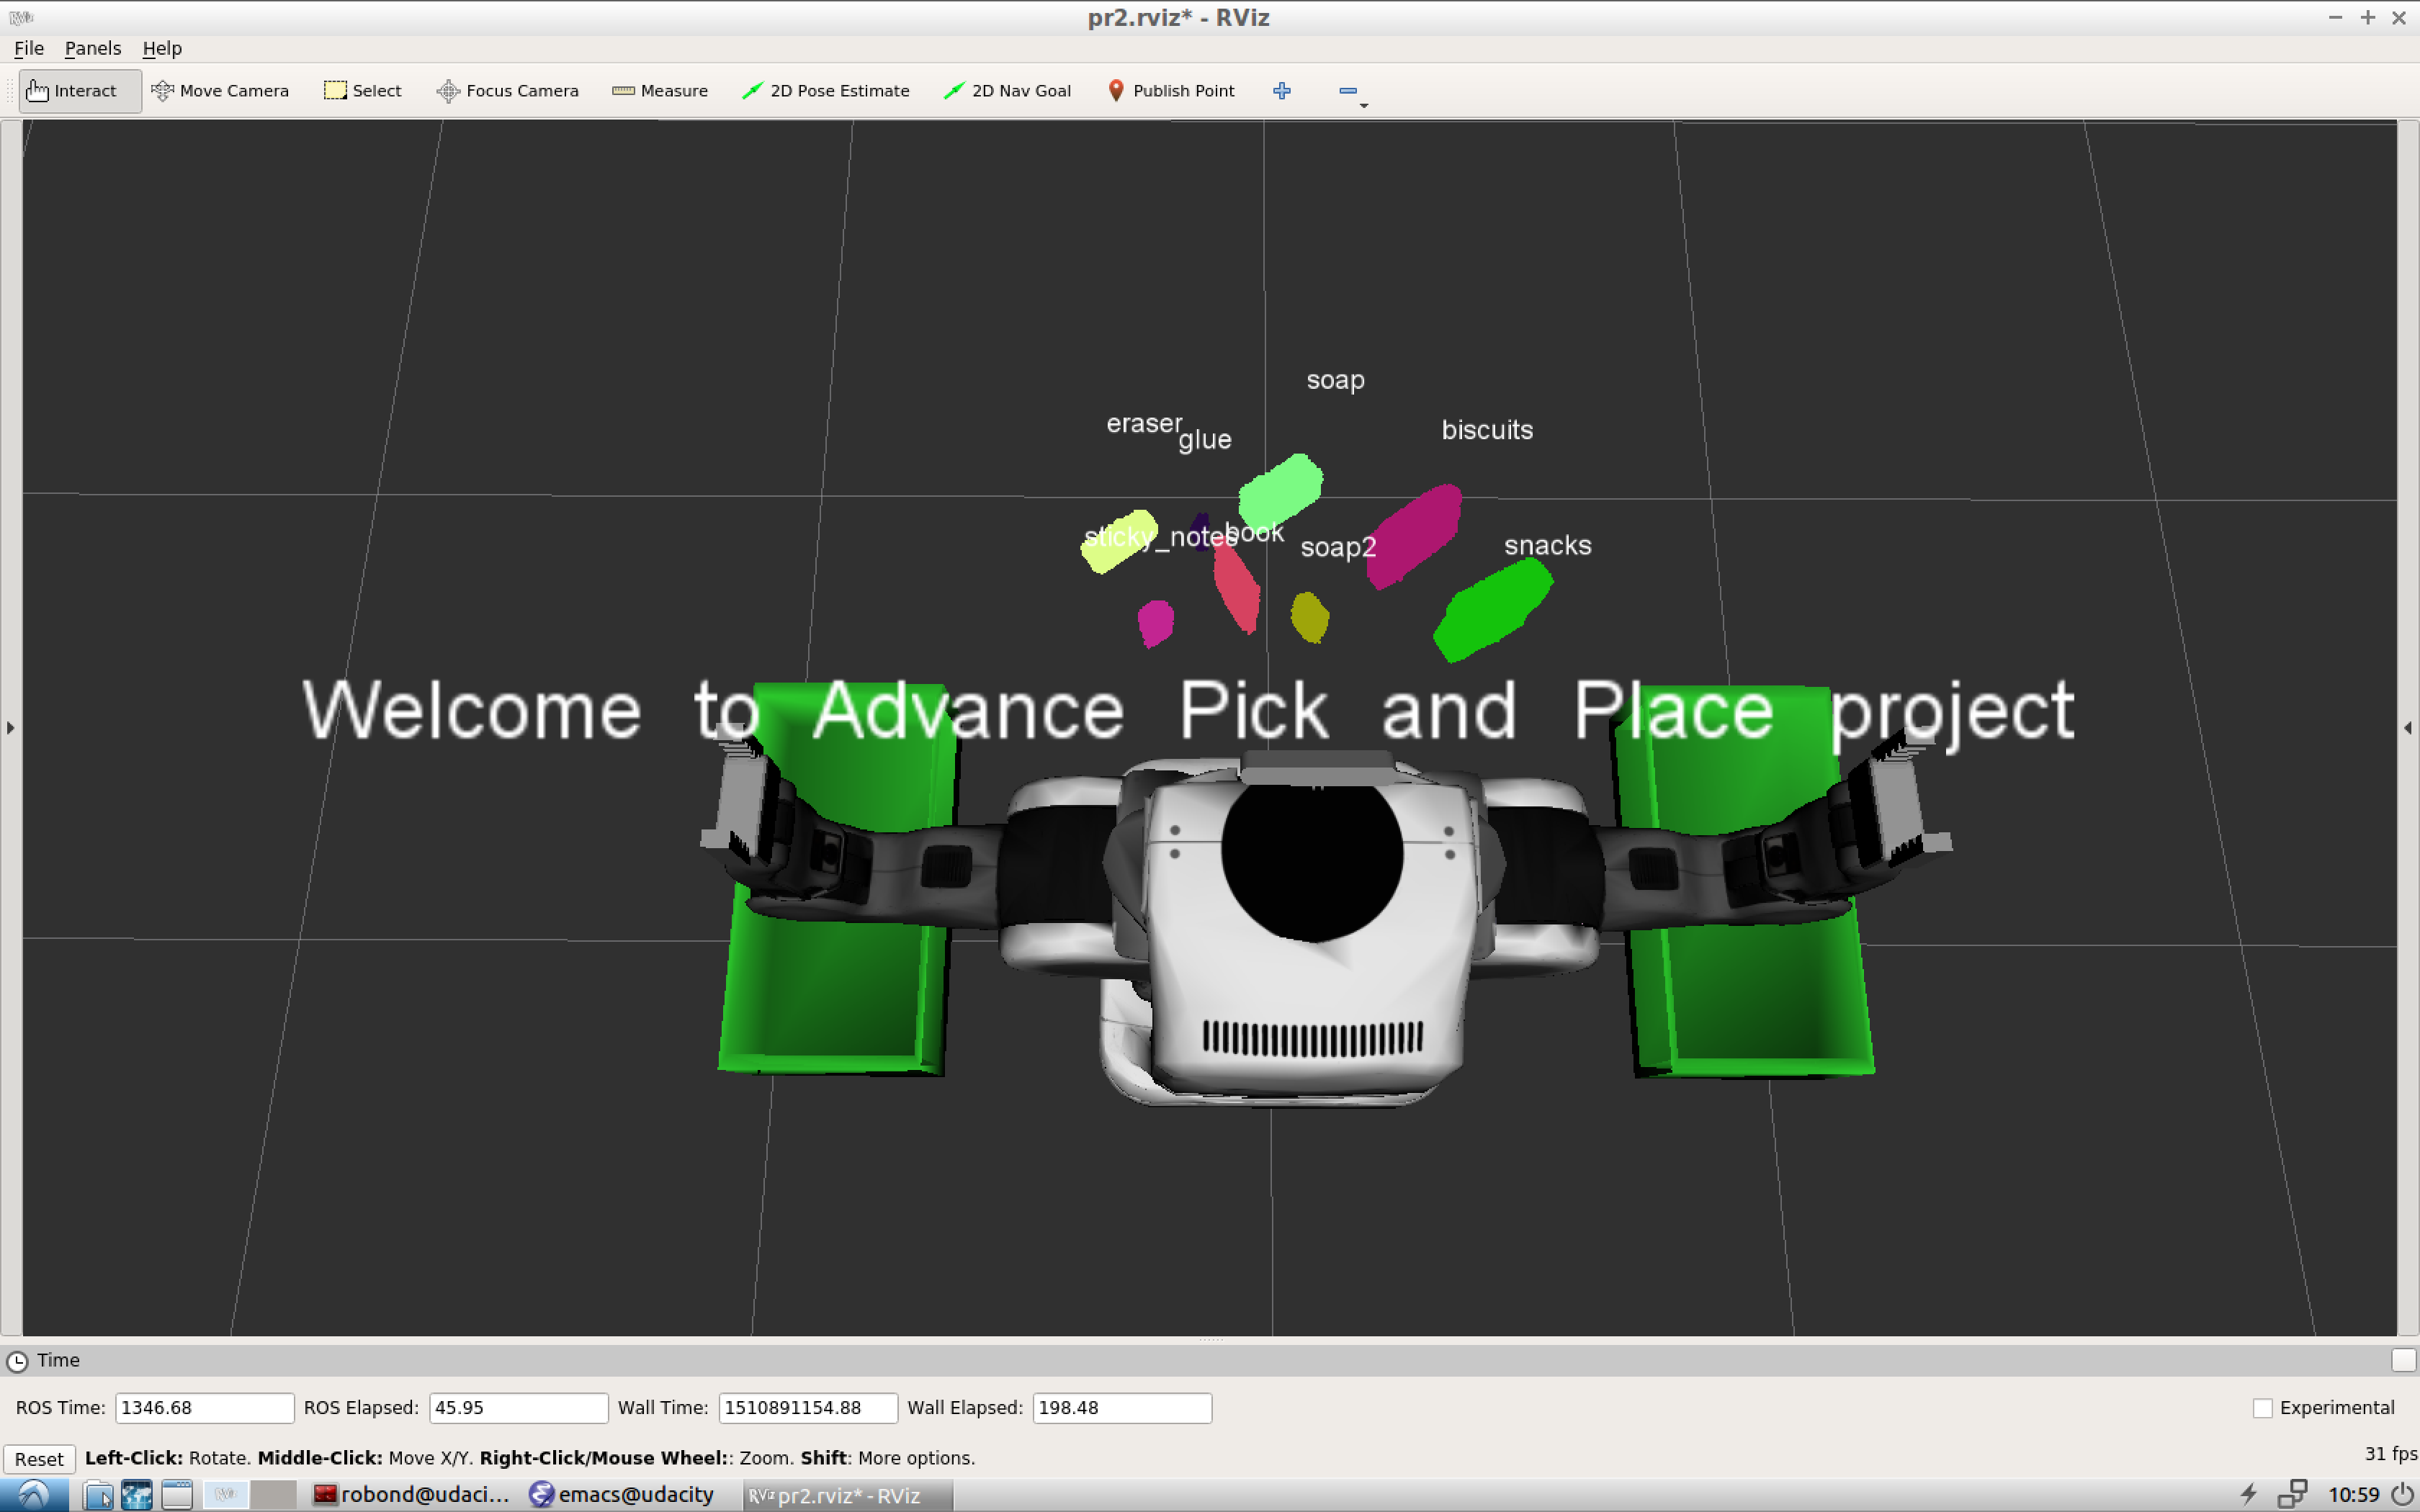 RViz pr2.rviz* - RViz
File Panels Help
Interact Move Camera Select Focus Camera Measure 2D Pose Estimate 2D Nav Goal Publish Point
soap
eraser
glue
biscuits
sticky_notes
book
soap2
snacks
Welcome to Advance Pick and Place project
Time
ROS Time: 1346.68 ROS Elapsed: 45.95 Wall Time: 1510891154.88 Wall Elapsed: 198.48 Experimental
Reset Left-Click: Rotate. Middle-Click: Move X/Y. Right-Click/Mouse Wheel:: Zoom. Shift: More options. 31 fps
RViz robond@udaci... emacs@udacity RViz pr2.rviz* - RViz 10:59